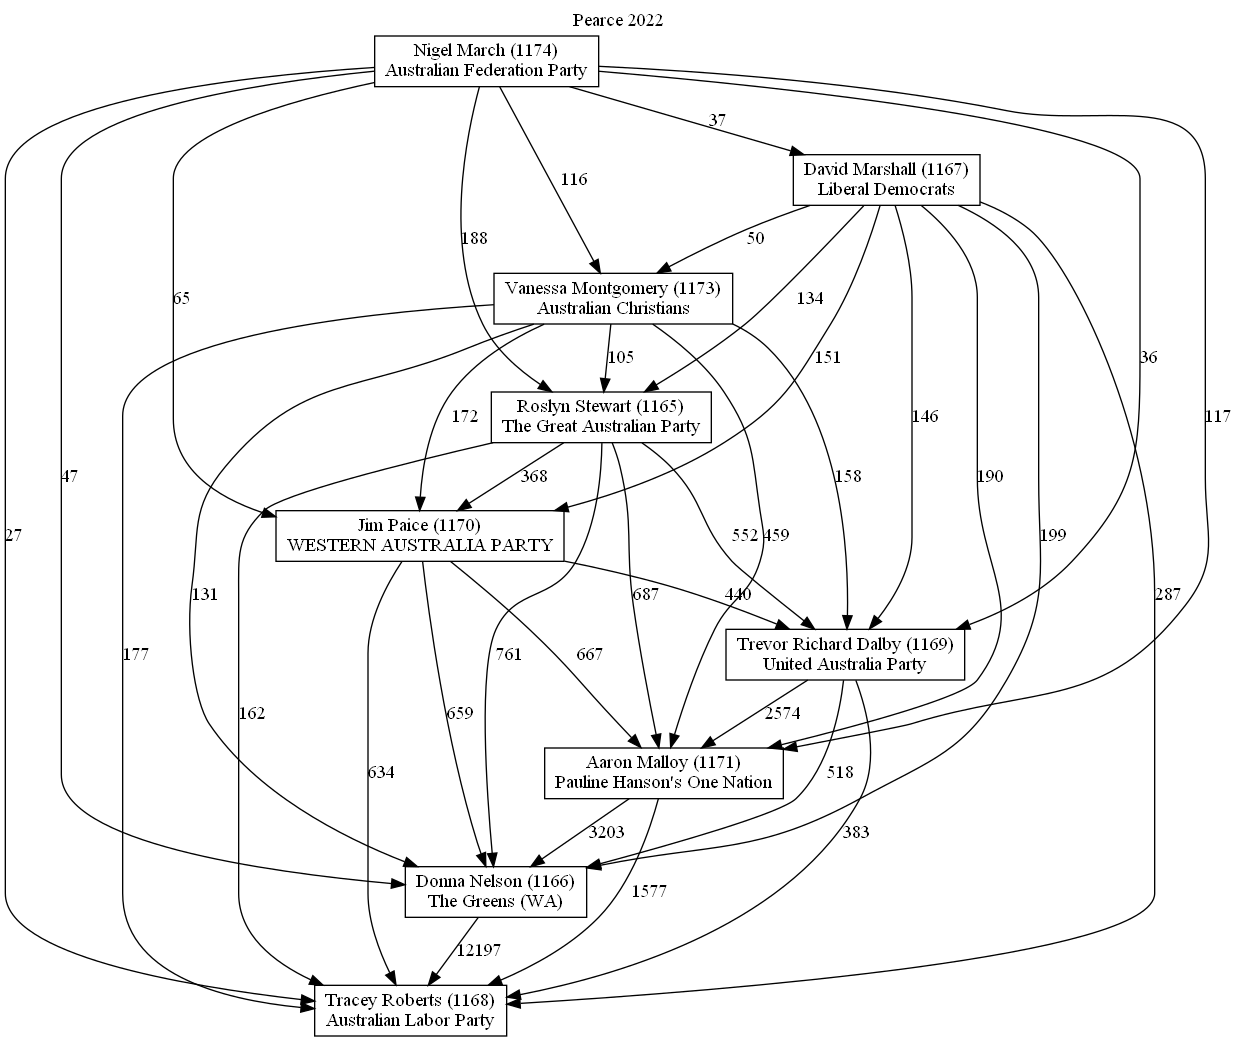 Pearce 2022
Nigel March (1174)
Australian Federation Party
37
David Marshall (1167)
Liberal Democrats
116
188
50
Vanessa Montgomery (1173)
Australian Christians
65
134
105
151
36
Roslyn Stewart (1165)
The Great Australian Party
172
146
117
47
368
158
190
Jim Paice (1170)
WESTERN AUSTRALIA PARTY
27
552
459
199
131
687
440
287
Trevor Richard Dalby (1169)
United Australia Party
177
761
667
162
659
2574
Aaron Malloy (1171)
Pauline Hanson's One Nation
634
518
3203
383
Donna Nelson (1166)
The Greens (WA)
1577
12197
Tracey Roberts (1168)
Australian Labor Party